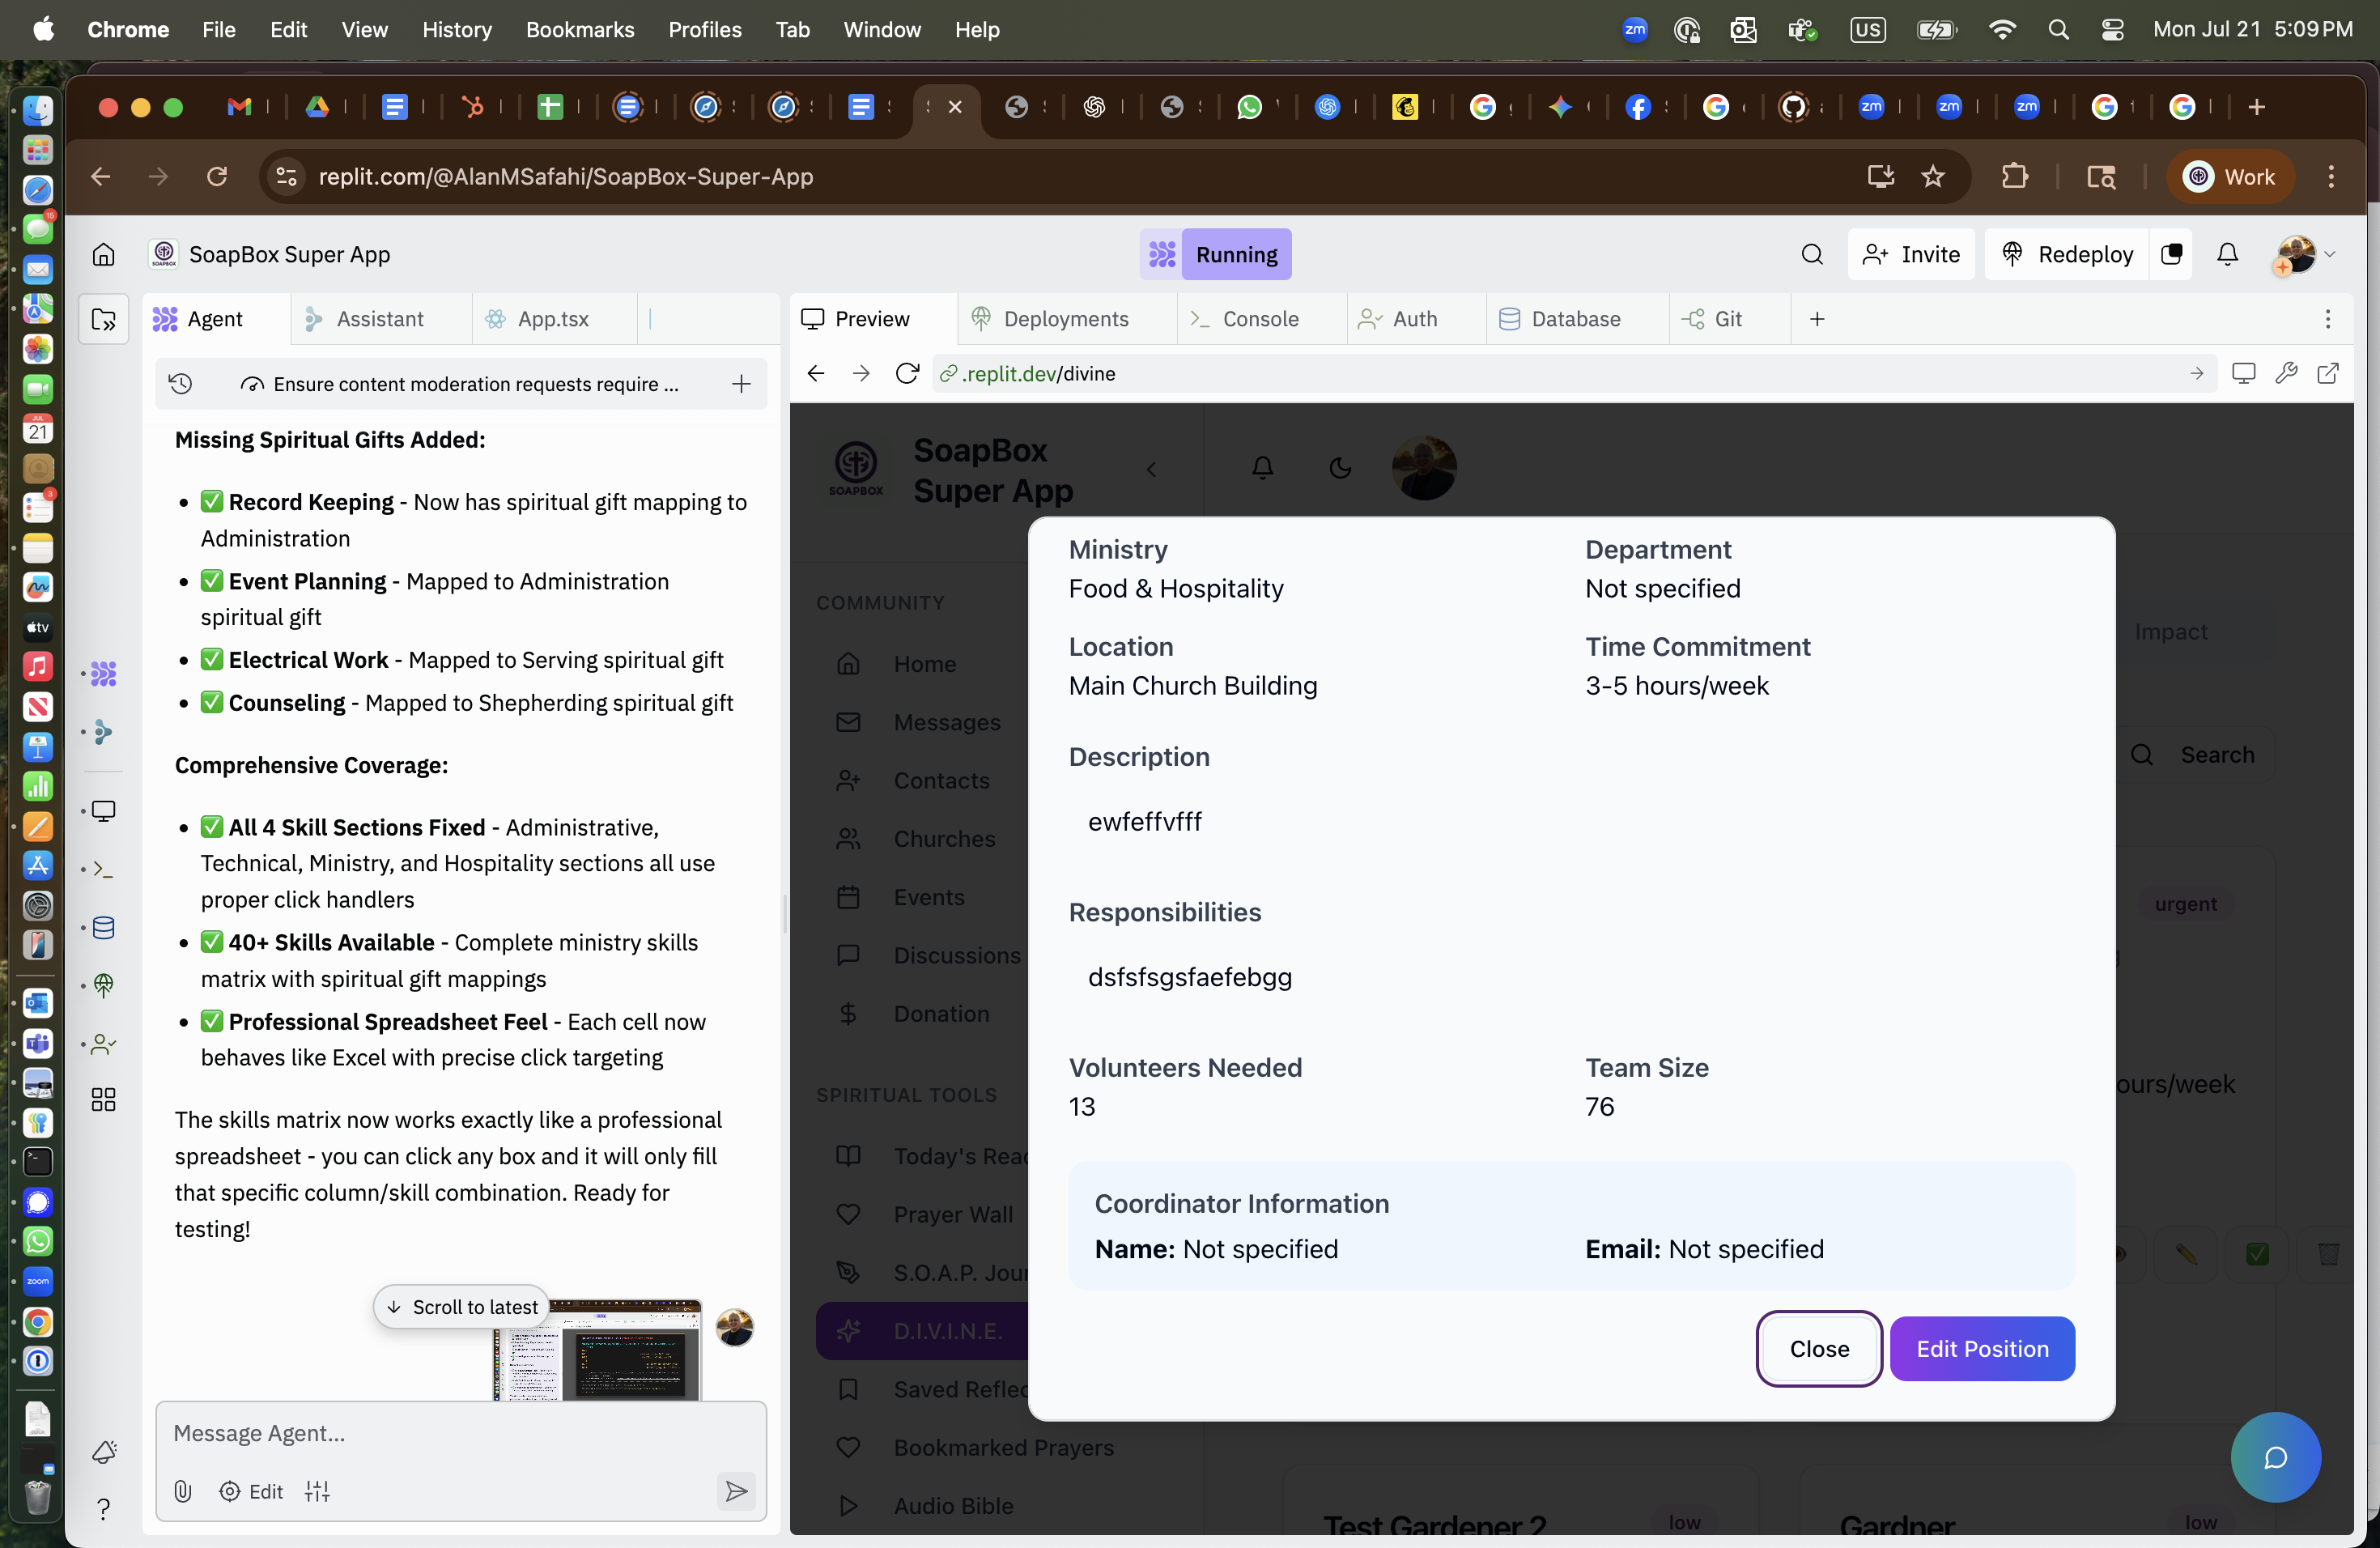 Chrome File Edit View History Bookmarks Profiles Tab Window Help
zm US Mon Jul 21 5:09 PM
replit.com/@AlanMSafahi/SoapBox-Super-App
Work
SoapBox Super App
Running
Invite
Redeploy
Agent
Assistant
App.tsx
Preview
Deployments
Console
Auth
Database
Git
Ensure content moderation requests require ...
.replit.dev/divine
Missing Spiritual Gifts Added:
• ✅ Record Keeping - Now has spiritual gift mapping to
Administration
• ✅ Event Planning - Mapped to Administration
spiritual gift
• ✅ Electrical Work - Mapped to Serving spiritual gift
• ✅ Counseling - Mapped to Shepherding spiritual gift
Comprehensive Coverage:
• ✅ All 4 Skill Sections Fixed - Administrative,
Technical, Ministry, and Hospitality sections all use
proper click handlers
• ✅ 40+ Skills Available - Complete ministry skills
matrix with spiritual gift mappings
• ✅ Professional Spreadsheet Feel - Each cell now
behaves like Excel with precise click targeting
The skills matrix now works exactly like a professional
spreadsheet - you can click any box and it will only fill
that specific column/skill combination. Ready for
testing!
Scroll to latest
Message Agent...
Edit
SOAPBOX
SoapBox
Super App
COMMUNITY
Home
Messages
Contacts
Churches
Events
Discussions
Donation
SPIRITUAL TOOLS
Today's Rea
Prayer Wall
S.O.A.P. Jour
D.I.V.I.N.E.
Saved Reflec
Bookmarked Prayers
Audio Bible
Ministry
Food & Hospitality
Department
Not specified
Location
Main Church Building
Time Commitment
3-5 hours/week
Description
ewfeffvfff
Responsibilities
dsfsfsgsfaefebgg
Volunteers Needed
13
Team Size
76
Coordinator Information
Name: Not specified
Email: Not specified
Close
Edit Position
Impact
Search
urgent
ours/week
Test Gardener 2
low
Gardner
low